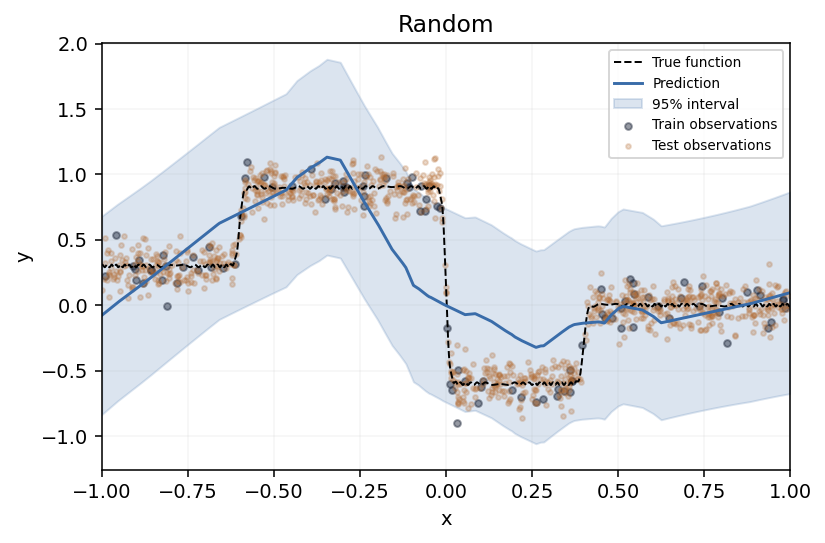 Random
2.0
1.5
1.0
0.5
0.0
−0.5
−1.0
y
−1.00 −0.75 −0.50 −0.25 0.00 0.25 0.50 0.75 1.00
x
True function
Prediction
95% interval
Train observations
Test observations